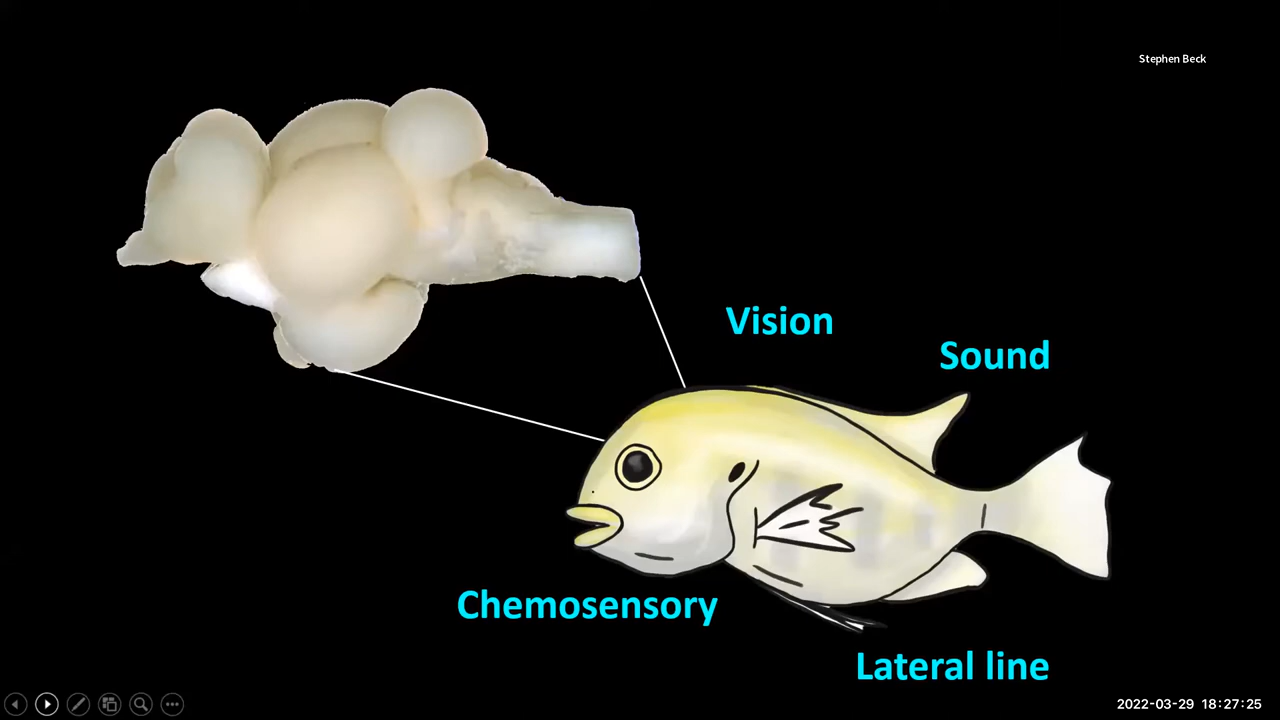 Stephen Beck
Vision
Sound
Chemosensory
Lateral line
2022-03-29 18:27:25